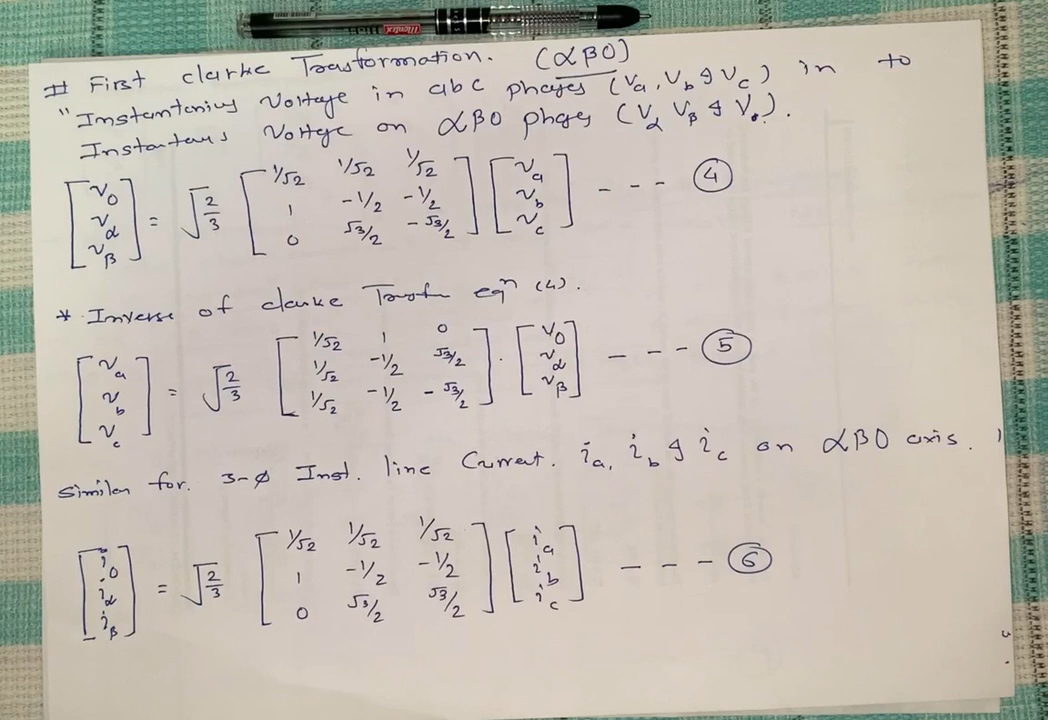 # First clarke Trasformation. (αβ0)
"Instantenius Voltage in abc phases (Va, Vb & Vc) in to
Instantaus Voltage on αβ0 phses (Vα Vβ & V0).
[v0 vα vβ] = √2/3 [1/√2 1/√2 1/√2 1 -1/2 -1/2 0 √3/2 -√3/2] [va vb vc] - - - (4)
* Inverse of clarke eqn (4).
[va vb vc] = √2/3 [1/√2 1 0 1/√2 -1/2 √3/2 1/√2 -1/2 -√3/2] . [v0 vα vβ] - - - (5)
Similer for. 3-ø Inst. line Current. ia, ib & ic on αβ0 axis.
[i0 iα iβ] = √2/3 [1/√2 1/√2 1/√2 1 -1/2 -1/2 0 √3/2 √3/2] [ia ib ic] - - - (6)